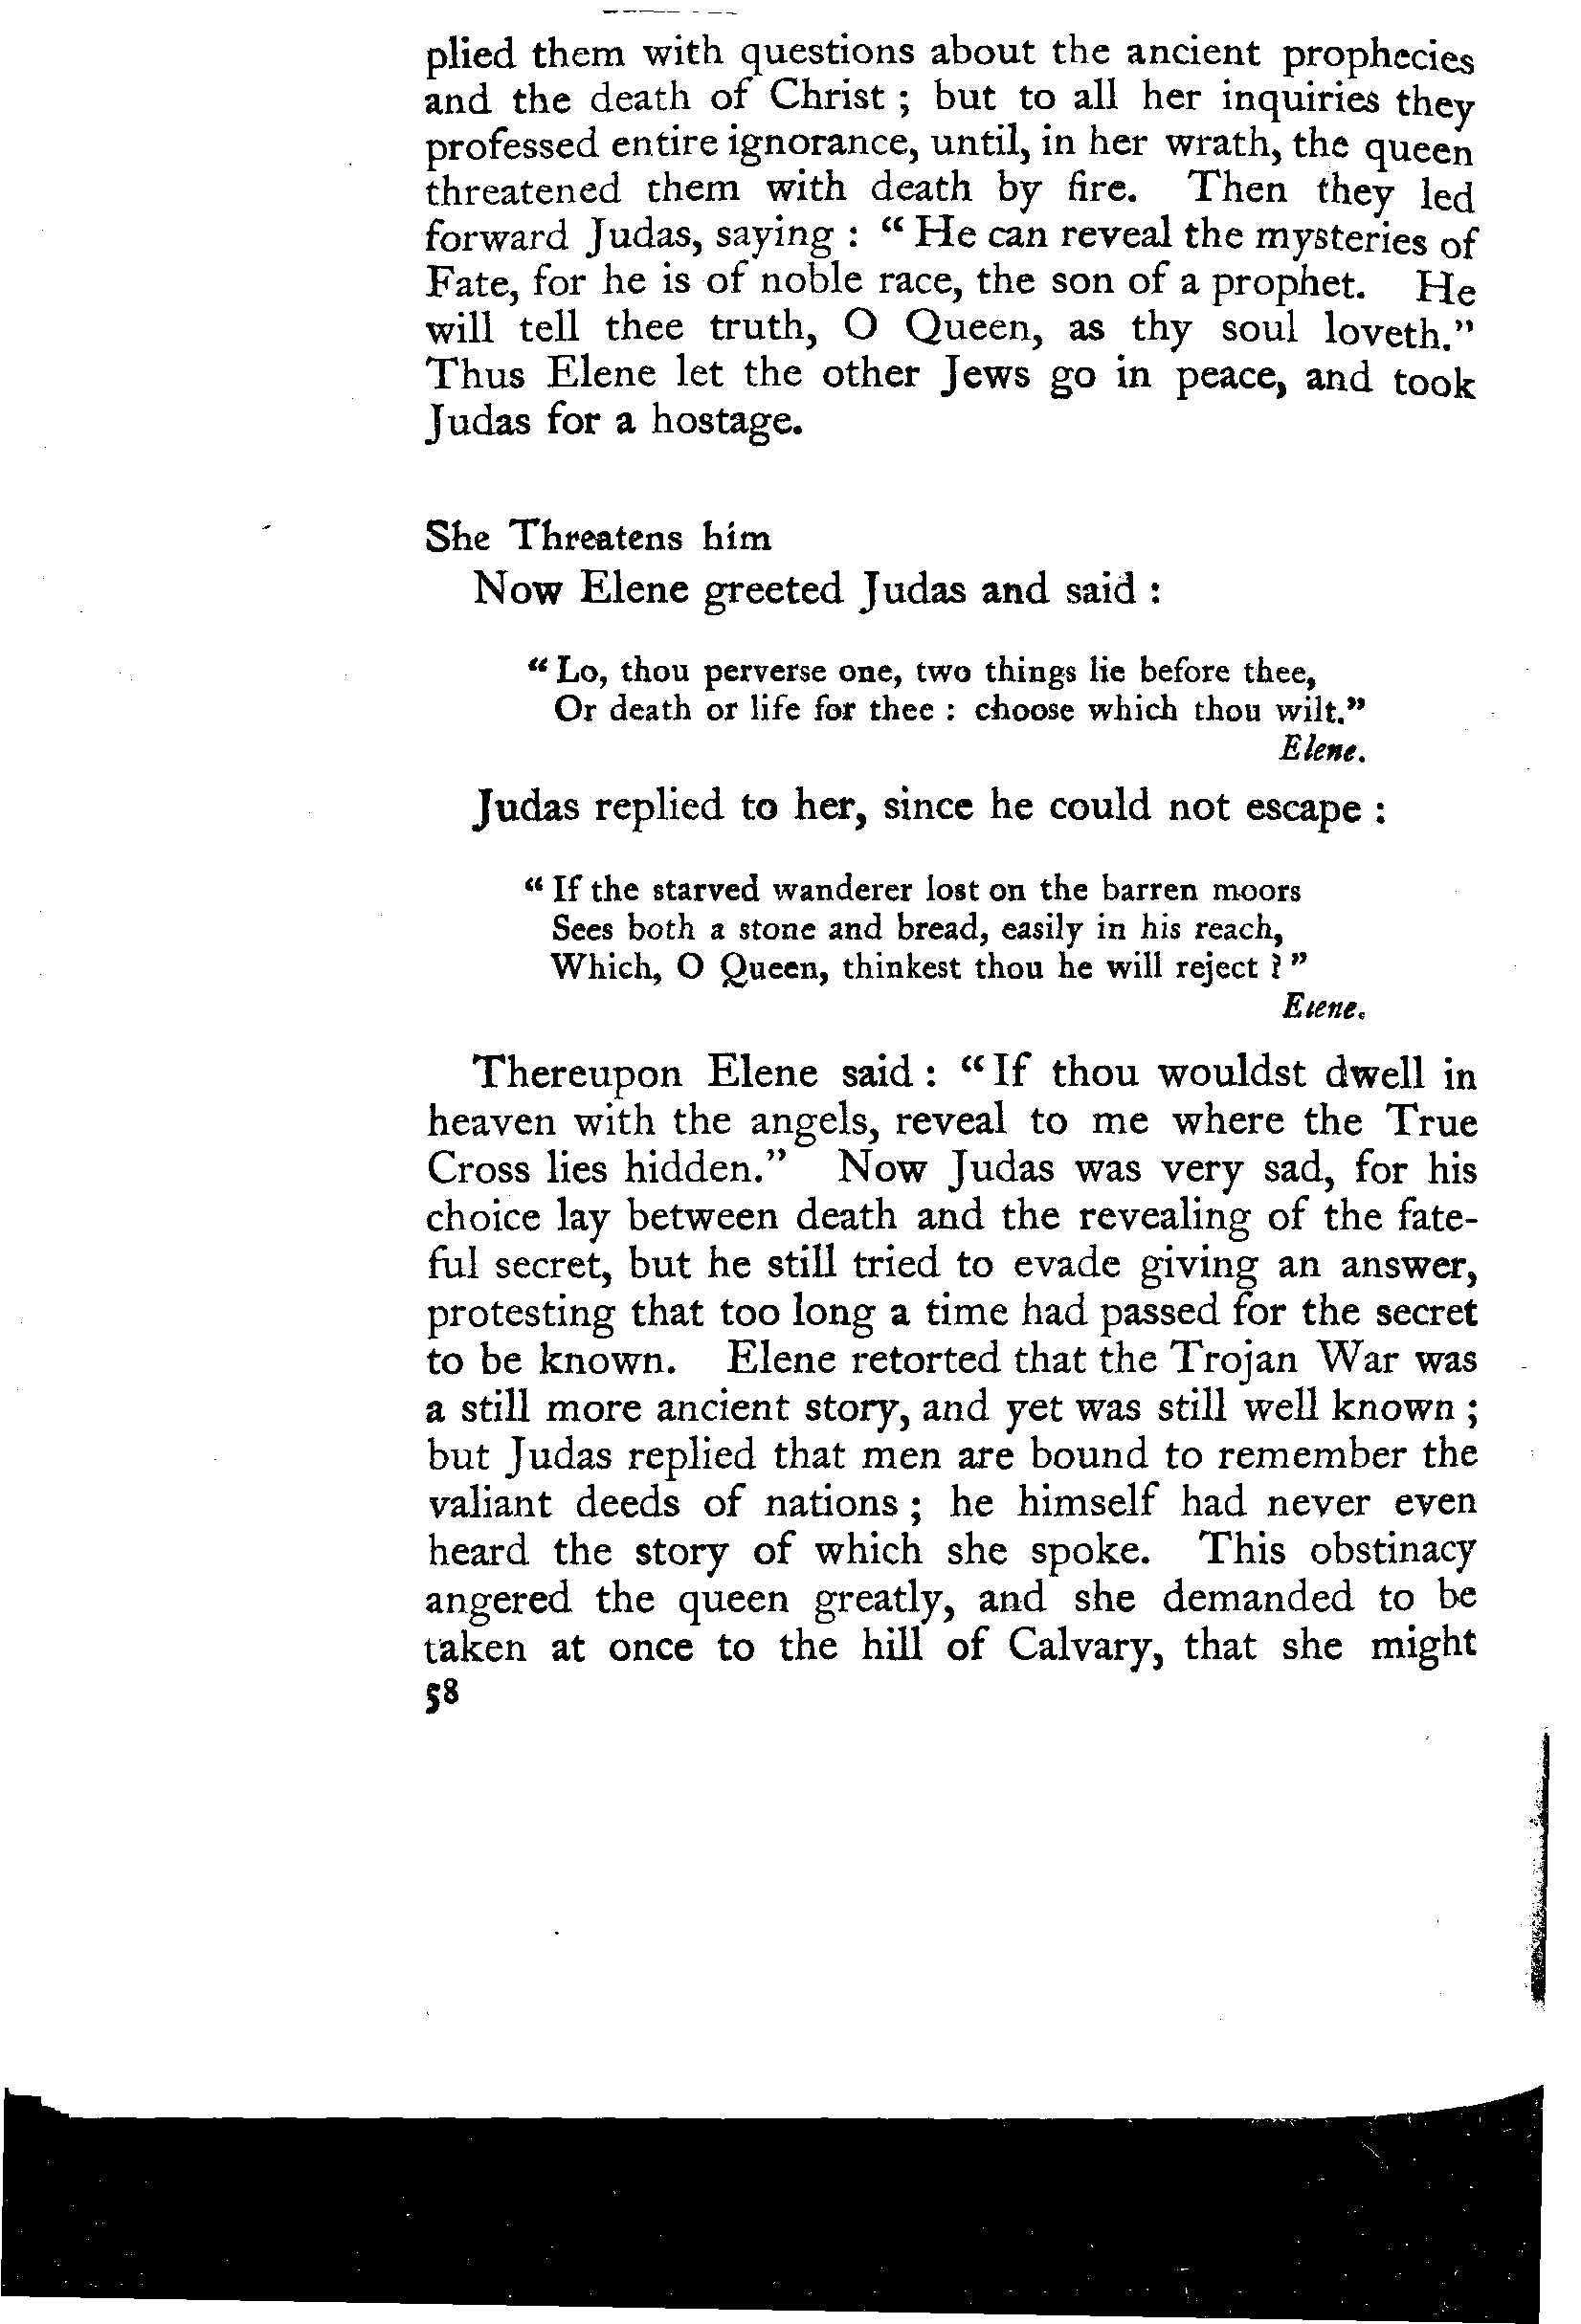 plied them with questions about the ancient prophecies
and the death of Christ ; but to all her inquiries they
professed entire ignorance, until, in her wrath, the queen
threatened them with death by fire. Then they led
forward Judas, saying : “ He can reveal the mysteries of
Fate, for he is of noble race, the son of a prophet. He
will tell thee truth, O Queen, as thy soul loveth.”
Thus Elene let the other Jews go in peace, and took
Judas for a hostage.
She Threatens him
Now Elene greeted Judas and said :
“ Lo, thou perverse one, two things lie before thee,
Or death or life for thee : choose which thou wilt.”
Elene.
Judas replied to her, since he could not escape :
“ If the starved wanderer lost on the barren moors
Sees both a stone and bread, easily in his reach,
Which, O Queen, thinkest thou he will reject ? ”
Elene.
Thereupon Elene said : “ If thou wouldst dwell in
heaven with the angels, reveal to me where the True
Cross lies hidden.” Now Judas was very sad, for his
choice lay between death and the revealing of the fate-
ful secret, but he still tried to evade giving an answer,
protesting that too long a time had passed for the secret
to be known. Elene retorted that the Trojan War was
a still more ancient story, and yet was still well known ;
but Judas replied that men are bound to remember the
valiant deeds of nations ; he himself had never even
heard the story of which she spoke. This obstinacy
angered the queen greatly, and she demanded to be
taken at once to the hill of Calvary, that she might
58